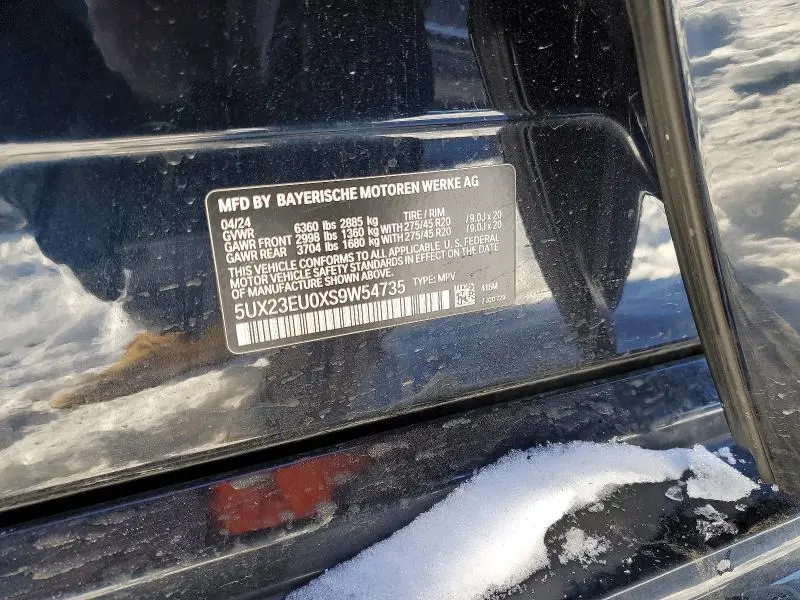 MFD BY BAYERISCHE MOTOREN WERKE AG
04/24 TIRE / RIM
GVWR 6360 lbs 2885 kg
GAWR FRONT 2998 lbs 1360 kg WITH 275/45 R20 /9.0J x 20
GAWR REAR 3704 lbs 1680 kg WITH 275/45 R20 /9.0J x 20
THIS VEHICLE CONFORMS TO ALL APPLICABLE U.S. FEDERAL
MOTOR VEHICLE SAFETY STANDARDS IN EFFECT ON THE DATE
OF MANUFACTURE SHOWN ABOVE.
5UX23EU0XS9W54735 TYPE: MPV
416M